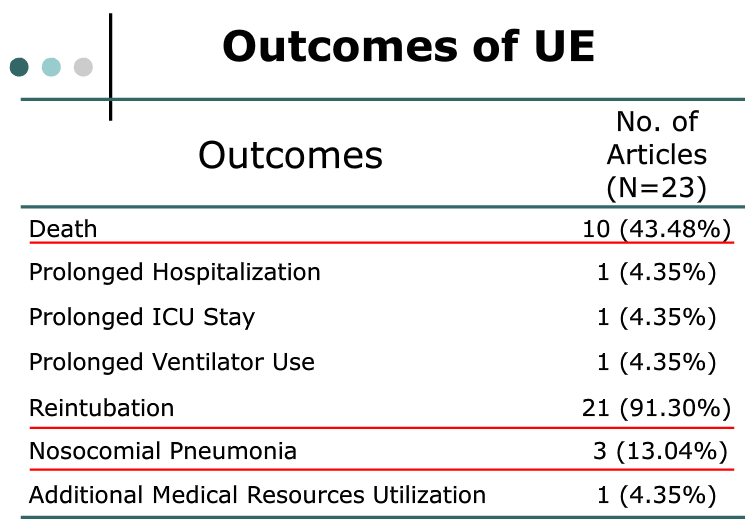 Outcomes of UE
Outcomes
No. of
Articles
(N=23)
Death 10 (43.48%)
Prolonged Hospitalization 1 (4.35%)
Prolonged ICU Stay 1 (4.35%)
Prolonged Ventilator Use 1 (4.35%)
Reintubation 21 (91.30%)
Nosocomial Pneumonia 3 (13.04%)
Additional Medical Resources Utilization 1 (4.35%)